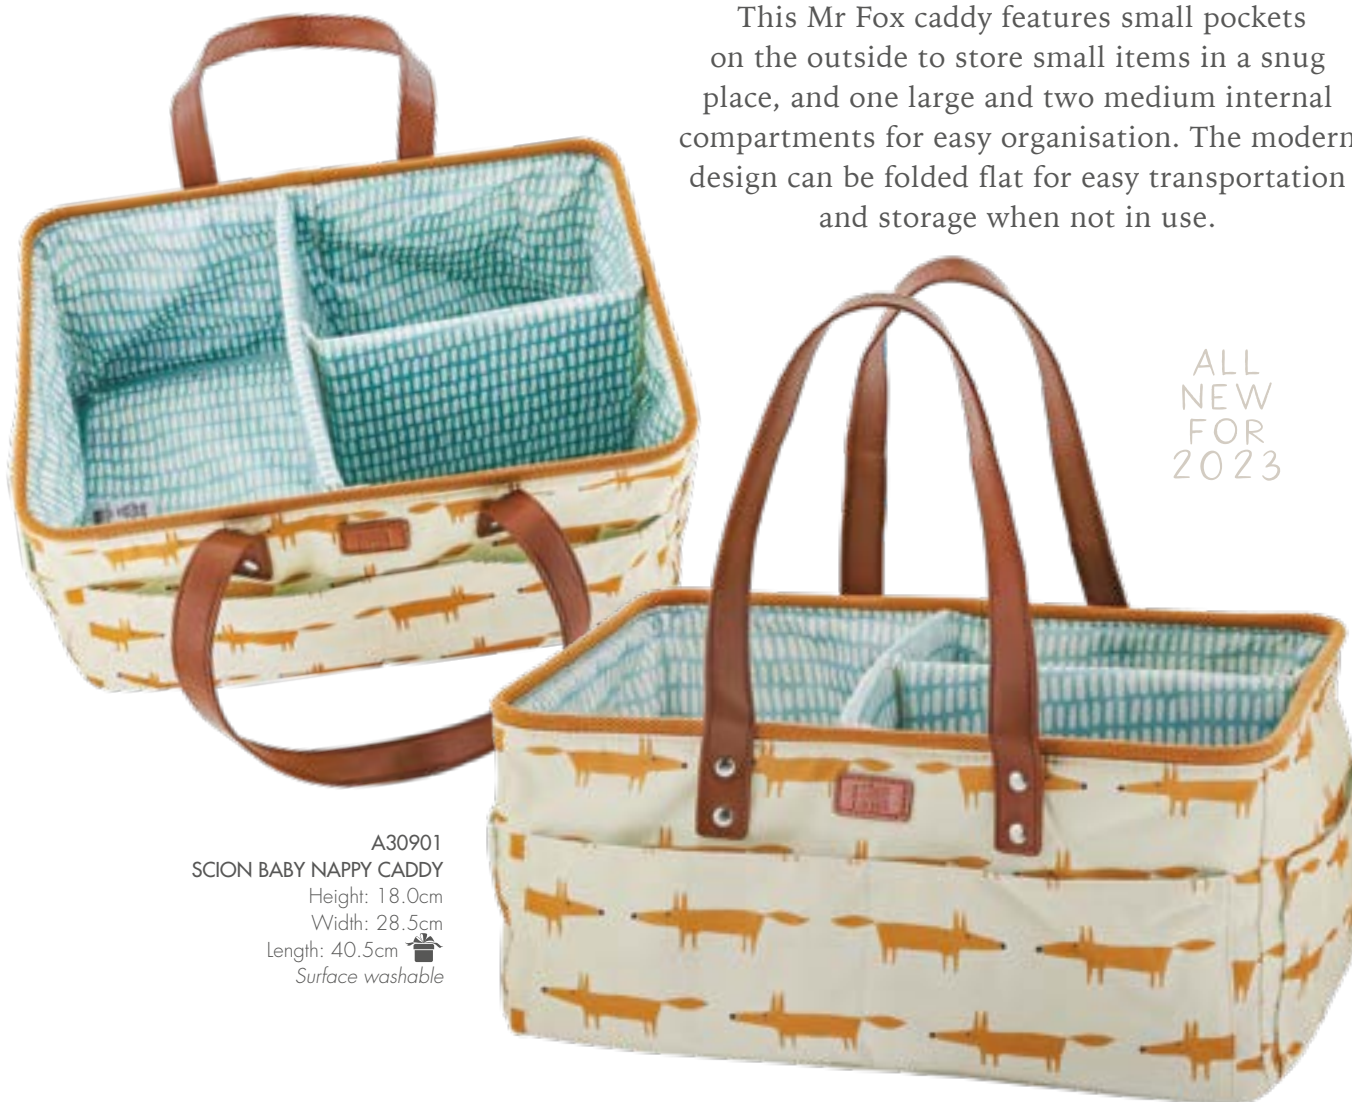 This Mr Fox caddy features small pockets
on the outside to store small items in a snug
place, and one large and two medium internal
compartments for easy organisation. The modern
design can be folded flat for easy transportation
and storage when not in use.
ALL
NEW
FOR
2023
A30901
SCION BABY NAPPY CADDY
Height: 18.0cm
Width: 28.5cm
Length: 40.5cm
Surface washable